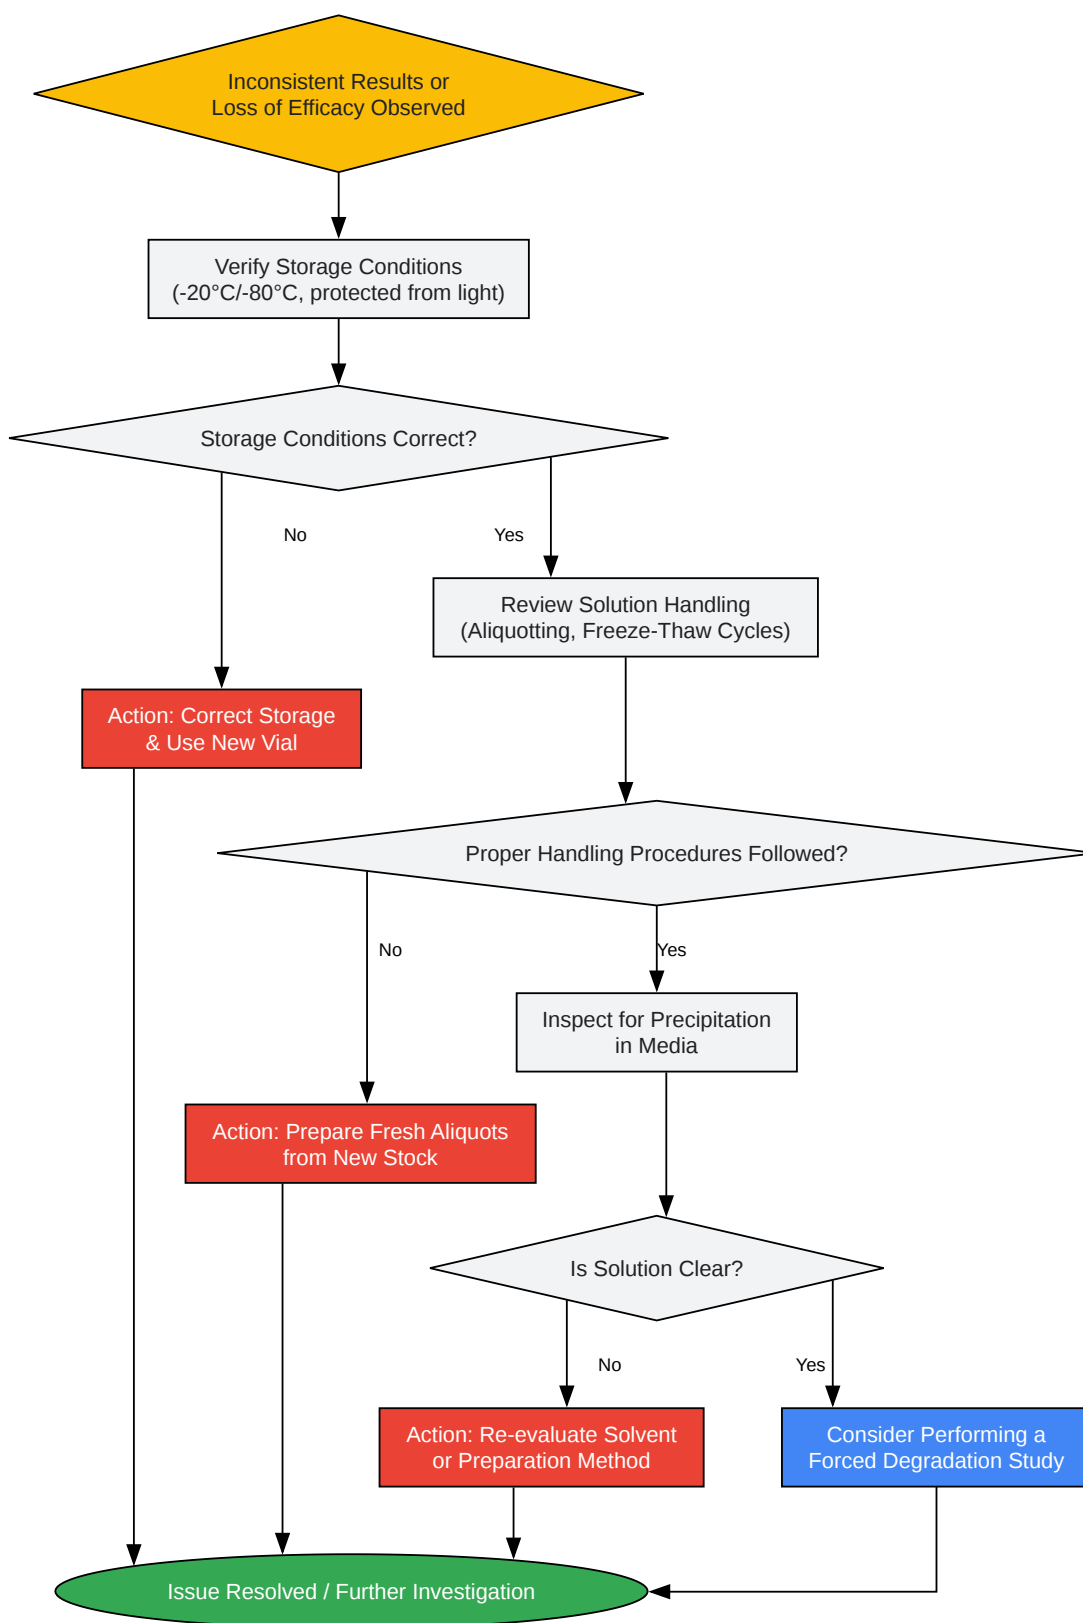 Inconsistent Results or
Loss of Efficacy Observed
Verify Storage Conditions
(-20°C/-80°C, protected from light)
Storage Conditions Correct?
No
Yes
Review Solution Handling
(Aliquotting, Freeze-Thaw Cycles)
Action: Correct Storage
& Use New Vial
Proper Handling Procedures Followed?
No
Yes
Inspect for Precipitation
in Media
Action: Prepare Fresh Aliquots
from New Stock
Is Solution Clear?
No
Yes
Action: Re-evaluate Solvent
or Preparation Method
Consider Performing a
Forced Degradation Study
Issue Resolved / Further Investigation